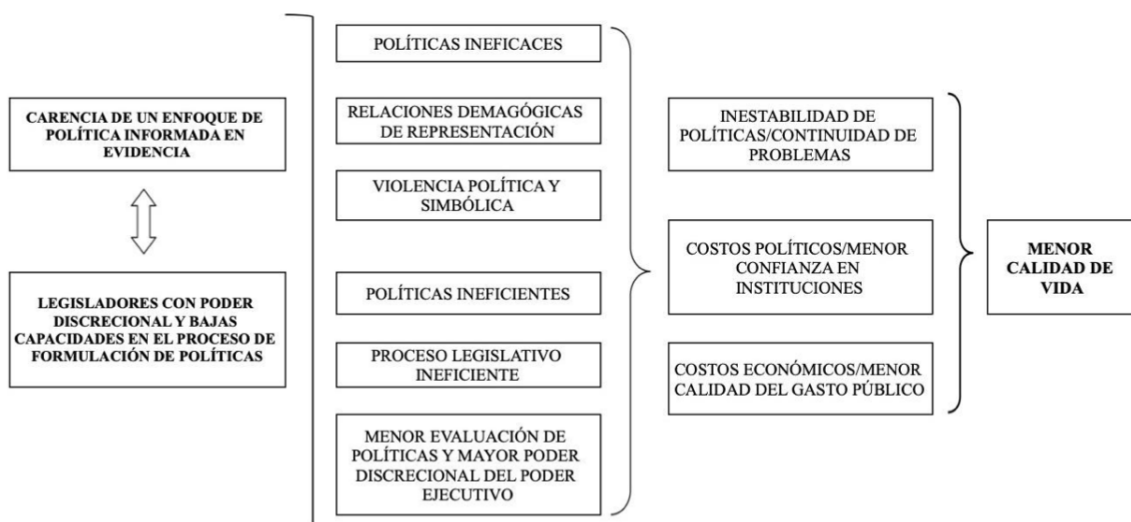 CARENCIA DE UN ENFOQUE DE
POLÍTICA INFORMADA EN
EVIDENCIA
LEGISLADORES CON PODER
DISCRECIONAL Y BAJAS
CAPACIDADES EN EL PROCESO DE
FORMULACIÓN DE POLÍTICAS
POLÍTICAS INEFICACES
RELACIONES DEMAGÓGICAS
DE REPRESENTACIÓN
VIOLENCIA POLÍTICA Y
SIMBÓLICA
POLÍTICAS INEFICIENTES
PROCESO LEGISLATIVO
INEFICIENTE
MENOR EVALUACIÓN DE
POLÍTICAS Y MAYOR PODER
DISCRECIONAL DEL PODER
EJECUTIVO
INESTABILIDAD DE
POLÍTICAS/CONTINUIDAD DE
PROBLEMAS
COSTOS POLÍTICOS/MENOR
CONFIANZA EN
INSTITUCIONES
COSTOS ECONÓMICOS/MENOR
CALIDAD DEL GASTO PÚBLICO
MENOR
CALIDAD DE
VIDA